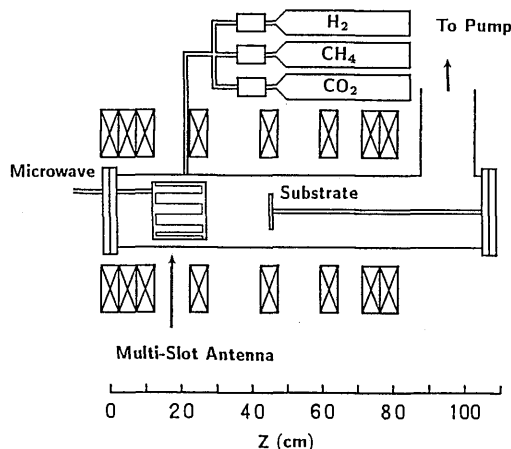 H₂
To Pump
CH₄
CO₂
Microwave
Substrate
Multi-Slot Antenna
0 20 40 60 80 100
Z (cm)